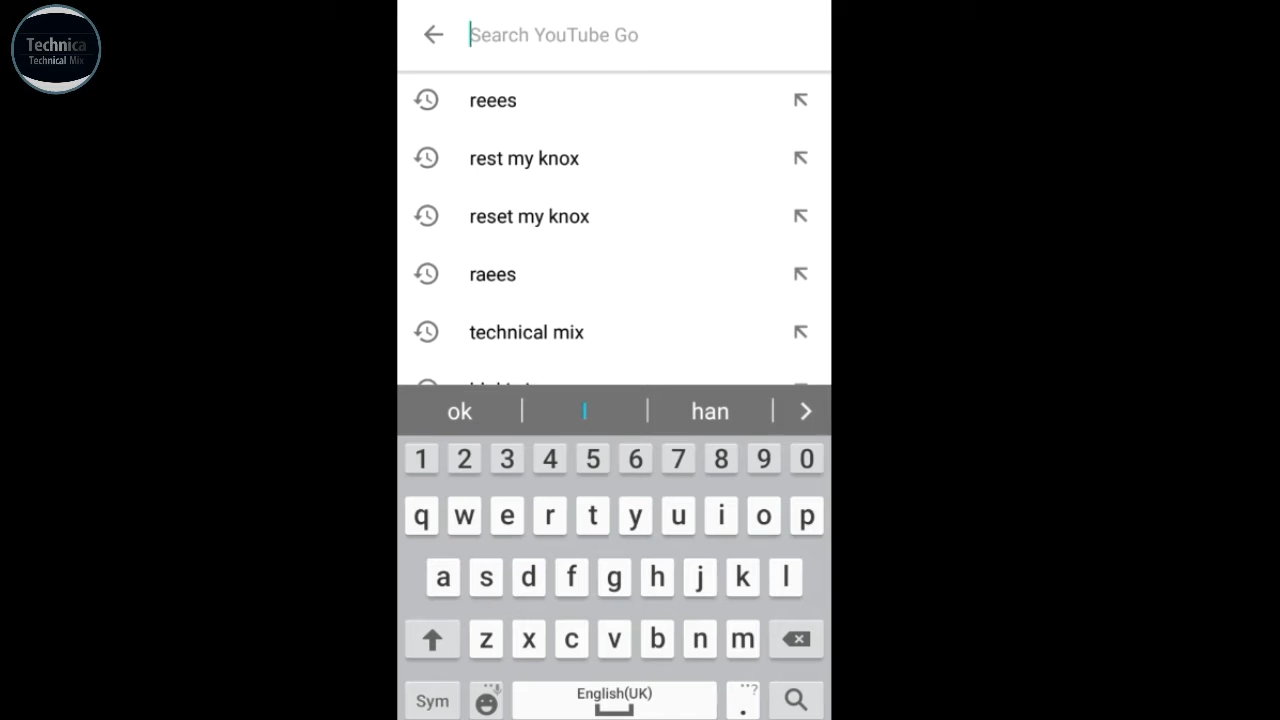 Technica
Technical Mix
Search YouTube Go
reees
rest my knox
reset my knox
raees
technical mix
ok I han
1 2 3 4 5 6 7 8 9 0
q w e r t y u i o p
a s d f g h j k l
z x c v b n m
Sym English(UK) . ?